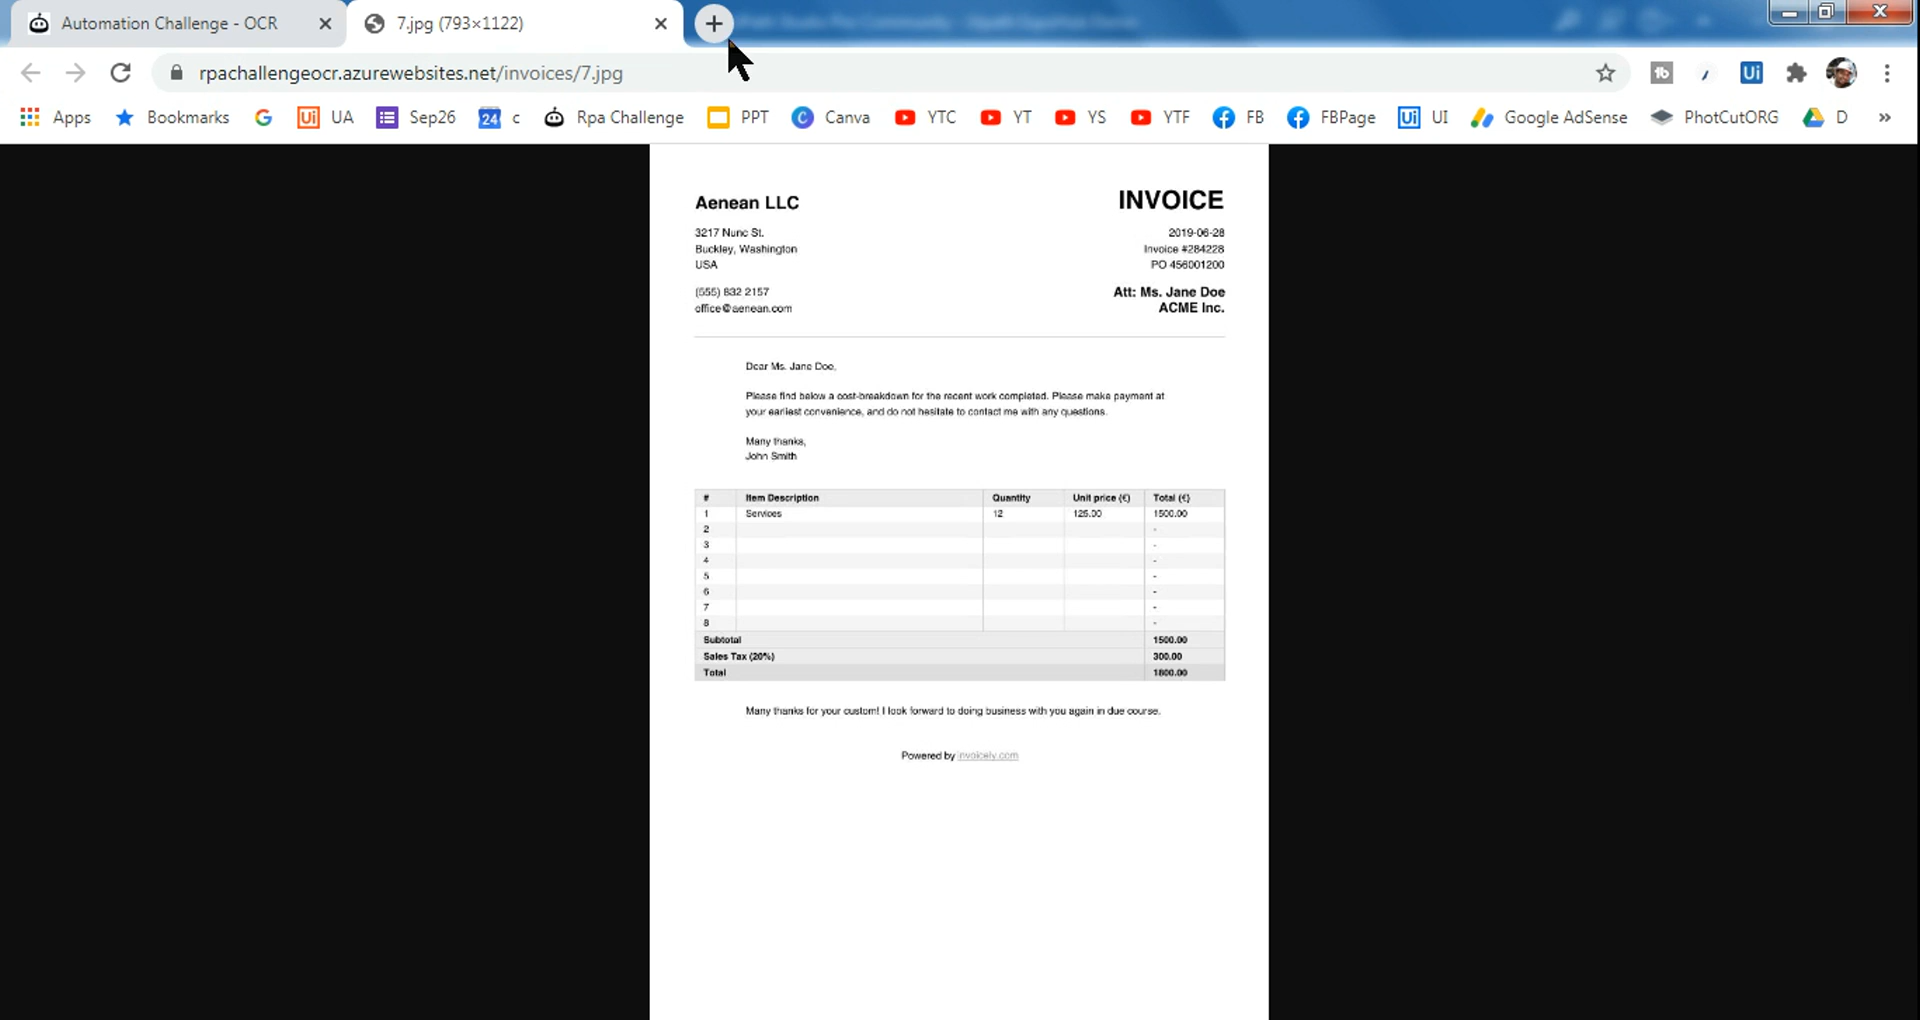 Automation Challenge - OCR
7.jpg (793×1122)
rpachallengeocr.azurewebsites.net/invoices/7.jpg
Apps Bookmarks UA Sep26 24 c Rpa Challenge PPT Canva YTC YT YS YTF FB FBPage UI Google AdSense PhotCutORG D »
Aenean LLC
INVOICE
3217 Nunc St.
Buckley, Washington
USA
2019-06-28
Invoice #284228
PO 456001200
(555) 832 2157
office@aenean.com
Att: Ms. Jane Doe
ACME Inc.
Dear Ms. Jane Doe,
Please find below a cost-breakdown for the recent work completed. Please make payment at
your earliest convenience, and do not hesitate to contact me with any questions.
Many thanks,
John Smith
# Item Description Quantity Unit price (€) Total (€)
1 Services 12 125.00 1500.00
2 -
3 -
4 -
5 -
6 -
7 -
8 -
Subtotal 1500.00
Sales Tax (20%) 300.00
Total 1800.00
Many thanks for your custom! I look forward to doing business with you again in due course.
Powered by invoicely.com